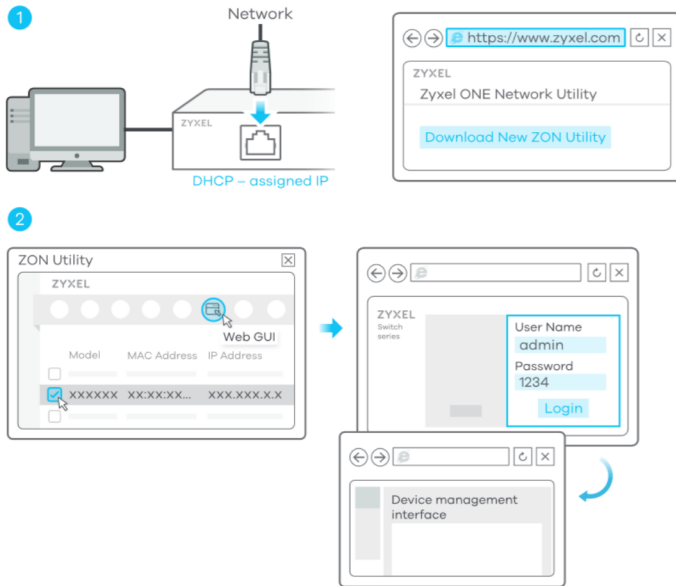 1
Network
ZYXEL
DHCP – assigned IP
https://www.zyxel.com
ZYXEL
Zyxel ONE Network Utility
Download New ZON Utility
2
ZON Utility
ZYXEL
Web GUI
Model MAC Address IP Address
xxxxxx xx:xx:xx... xxx.xxx.x.x
ZYXEL
Switch
series
User Name
admin
Password
1234
Login
Device management
interface